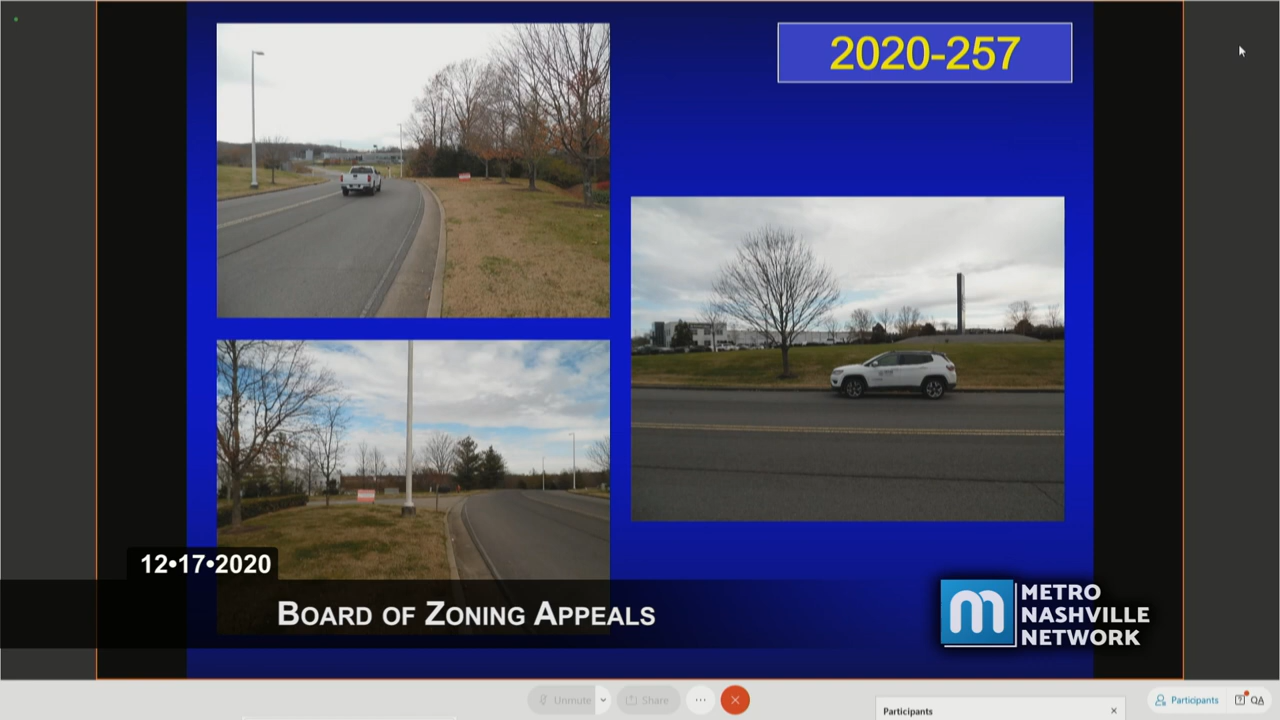 2020-257
12•17•2020
BOARD OF ZONING APPEALS
m METRO
NASHVILLE
NETWORK
Unmute
Share
Participants
Participants
QA